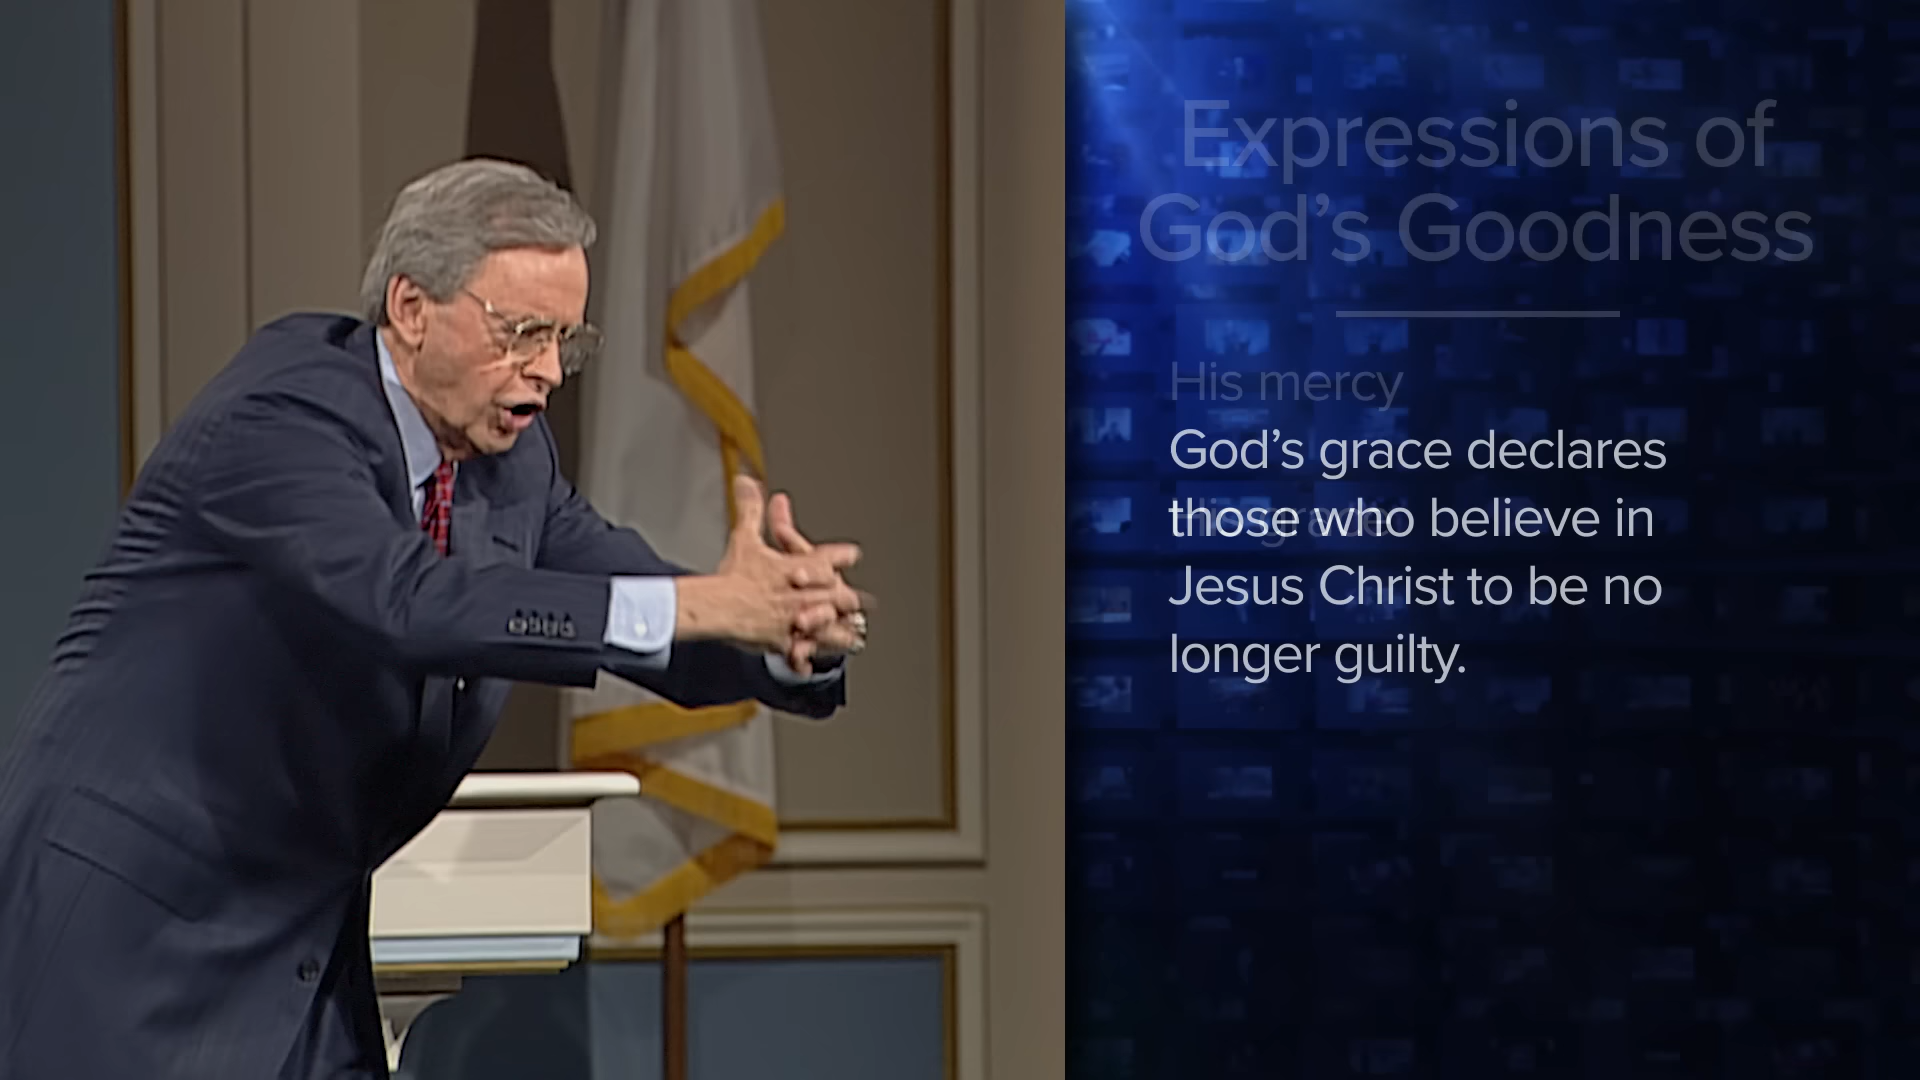 Expressions of
God's Goodness
His mercy
God's grace declares
those who believe in
Jesus Christ to be no
longer guilty.